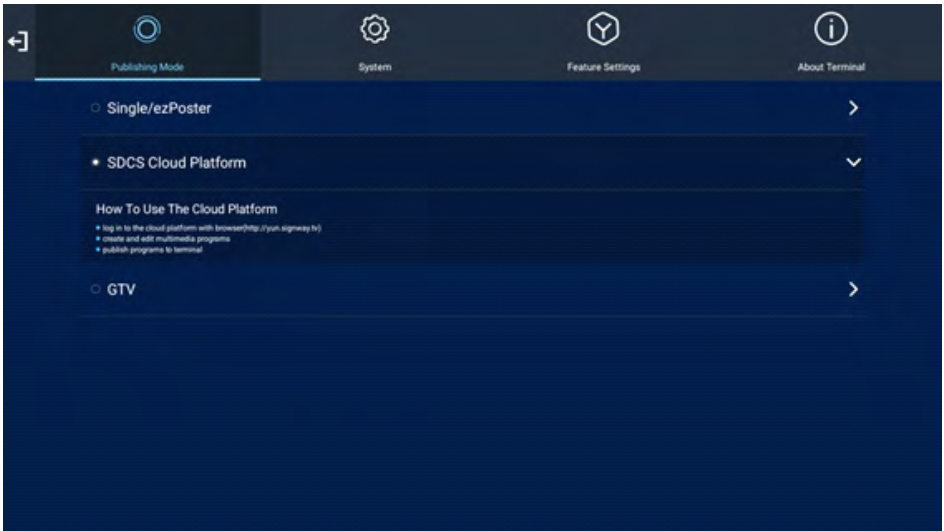 Publishing Mode
System
Feature Settings
About Terminal
Single/ezPoster
SDCS Cloud Platform
How To Use The Cloud Platform
log in to the cloud platform with browser(http://yun.signway.tv)
create and edit multimedia programs
publish programs to terminal
GTV